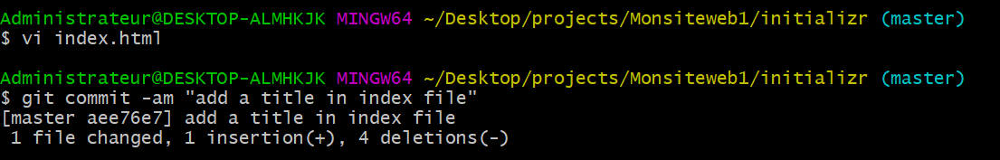 Administrateur@DESKTOP-ALMHKJK MINGW64 ~/Desktop/projects/Monsiteweb1/initializr (master)
$ vi index.html
Administrateur@DESKTOP-ALMHKJK MINGW64 ~/Desktop/projects/Monsiteweb1/initializr (master)
$ git commit -am "add a title in index file"
[master aee76e7] add a title in index file
 1 file changed, 1 insertion(+), 4 deletions(-)